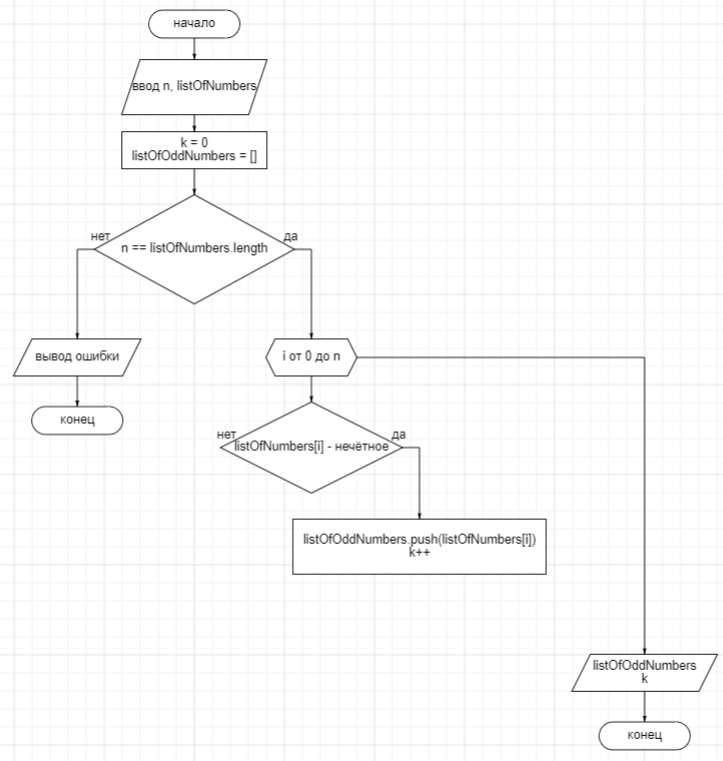 начало
ввод n, listOfNumbers
k = 0
listOfOddNumbers = []
нет
да
n == listOfNumbers.length
вывод ошибки
i от 0 до n
конец
нет
да
listOfNumbers[i] - нечётное
listOfOddNumbers.push(listOfNumbers[i])
k++
listOfOddNumbers
k
конец